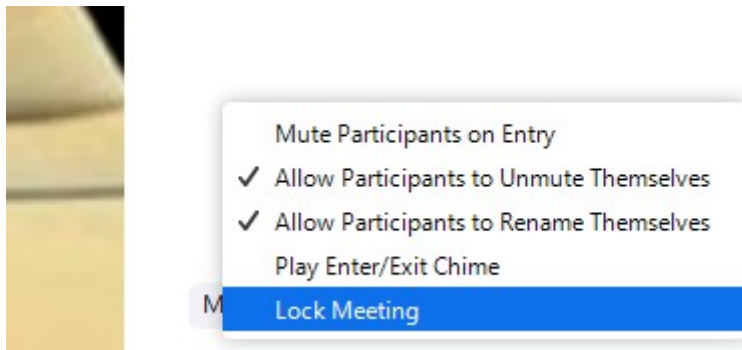 Mute Participants on Entry
✓ Allow Participants to Unmute Themselves
✓ Allow Participants to Rename Themselves
Play Enter/Exit Chime
M Lock Meeting